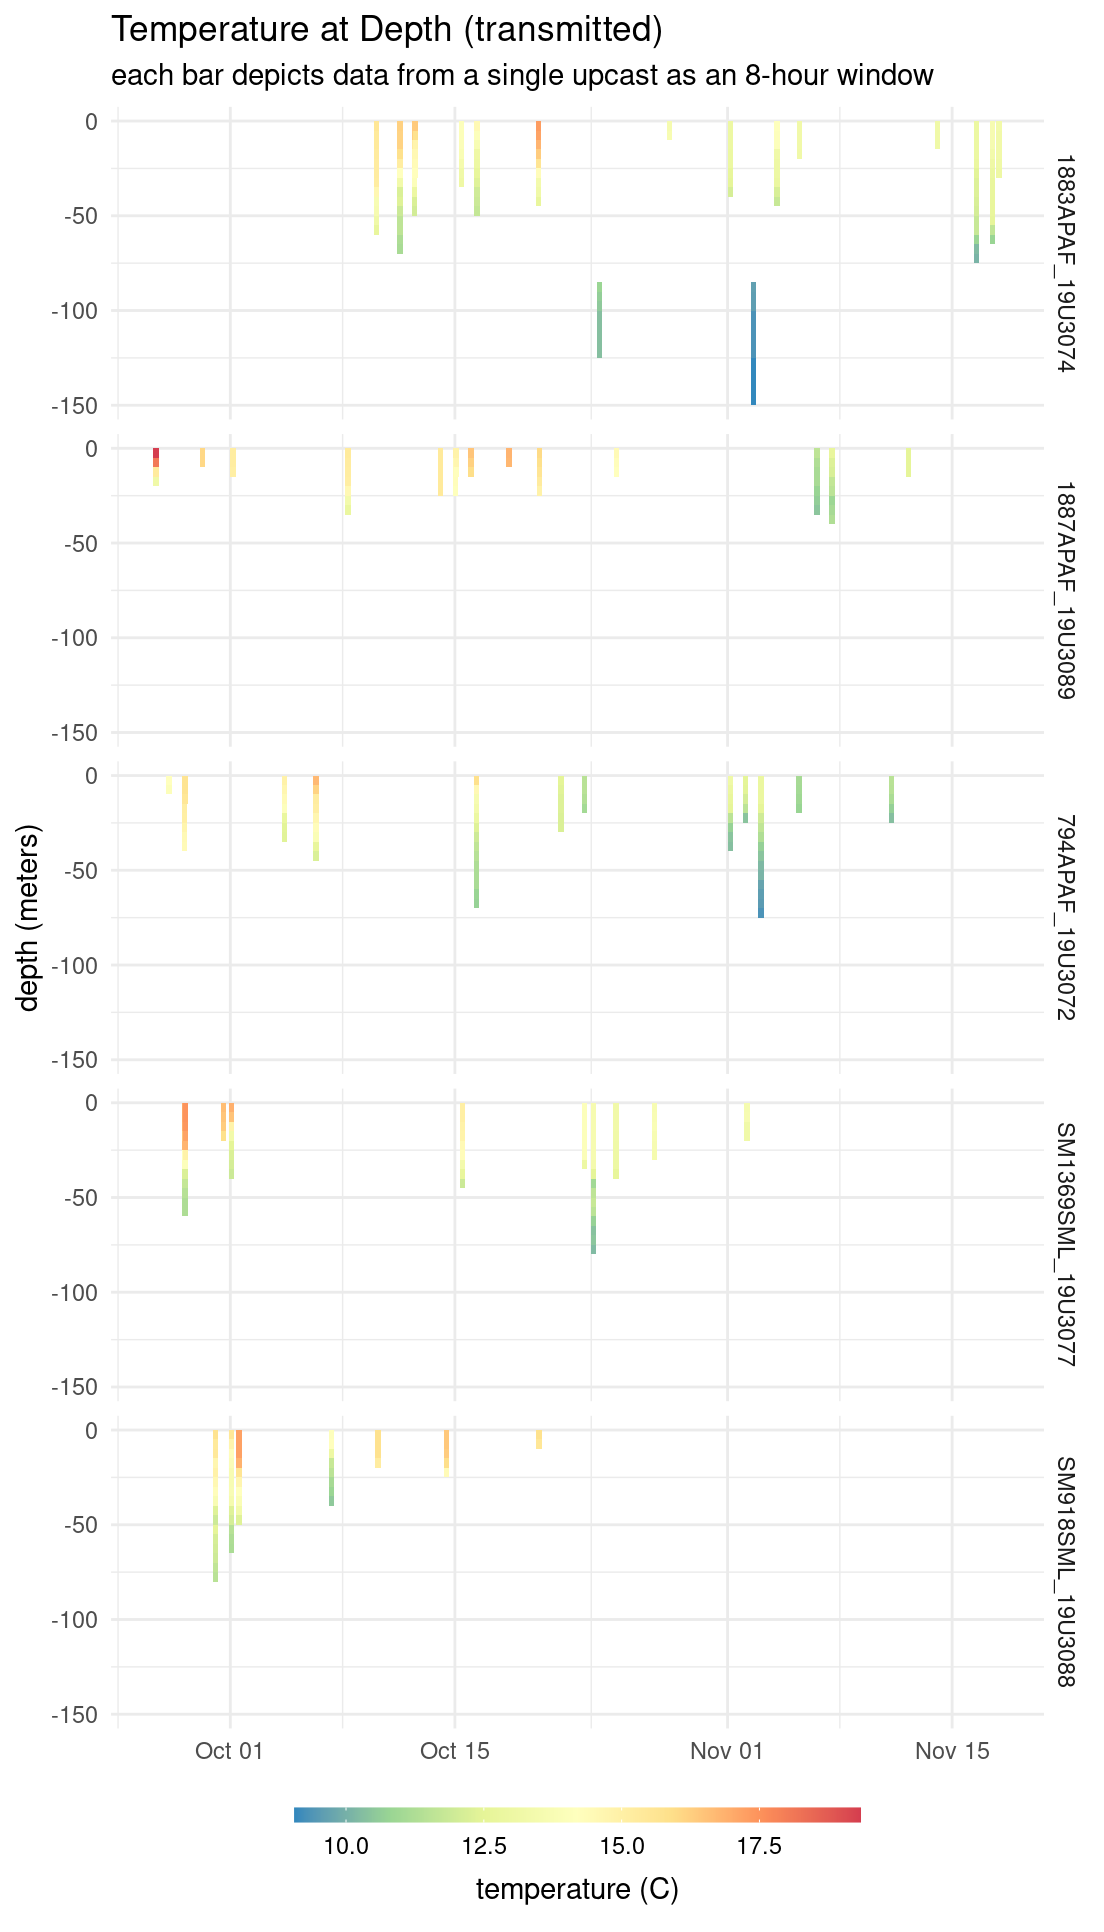 Temperature at Depth (transmitted)
each bar depicts data from a single upcast as an 8-hour window
0
-50
-100
-150
1883APAF_19U3074
0
-50
-100
-150
1887APAF_19U3089
0
-50
-100
-150
794APAF_19U3072
0
-50
-100
-150
SM1369SML_19U3077
0
-50
-100
-150
SM918SML_19U3088
depth (meters)
Oct 01 Oct 15 Nov 01 Nov 15
10.0 12.5 15.0 17.5
temperature (C)